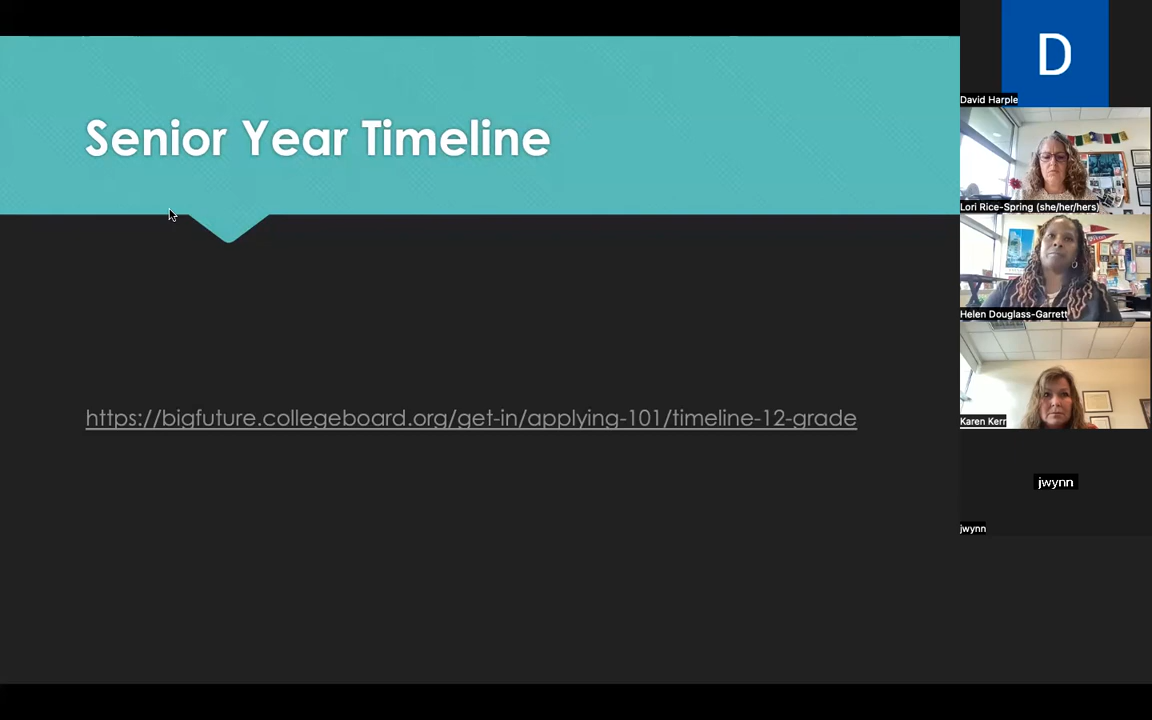 Senior Year Timeline
https://bigfuture.collegeboard.org/get-in/applying-101/timeline-12-grade
D
David Harple
Lori Rice-Spring (she/her/hers)
Helen Douglass-Garrett
Karen Kerr
jwynn
jwynn